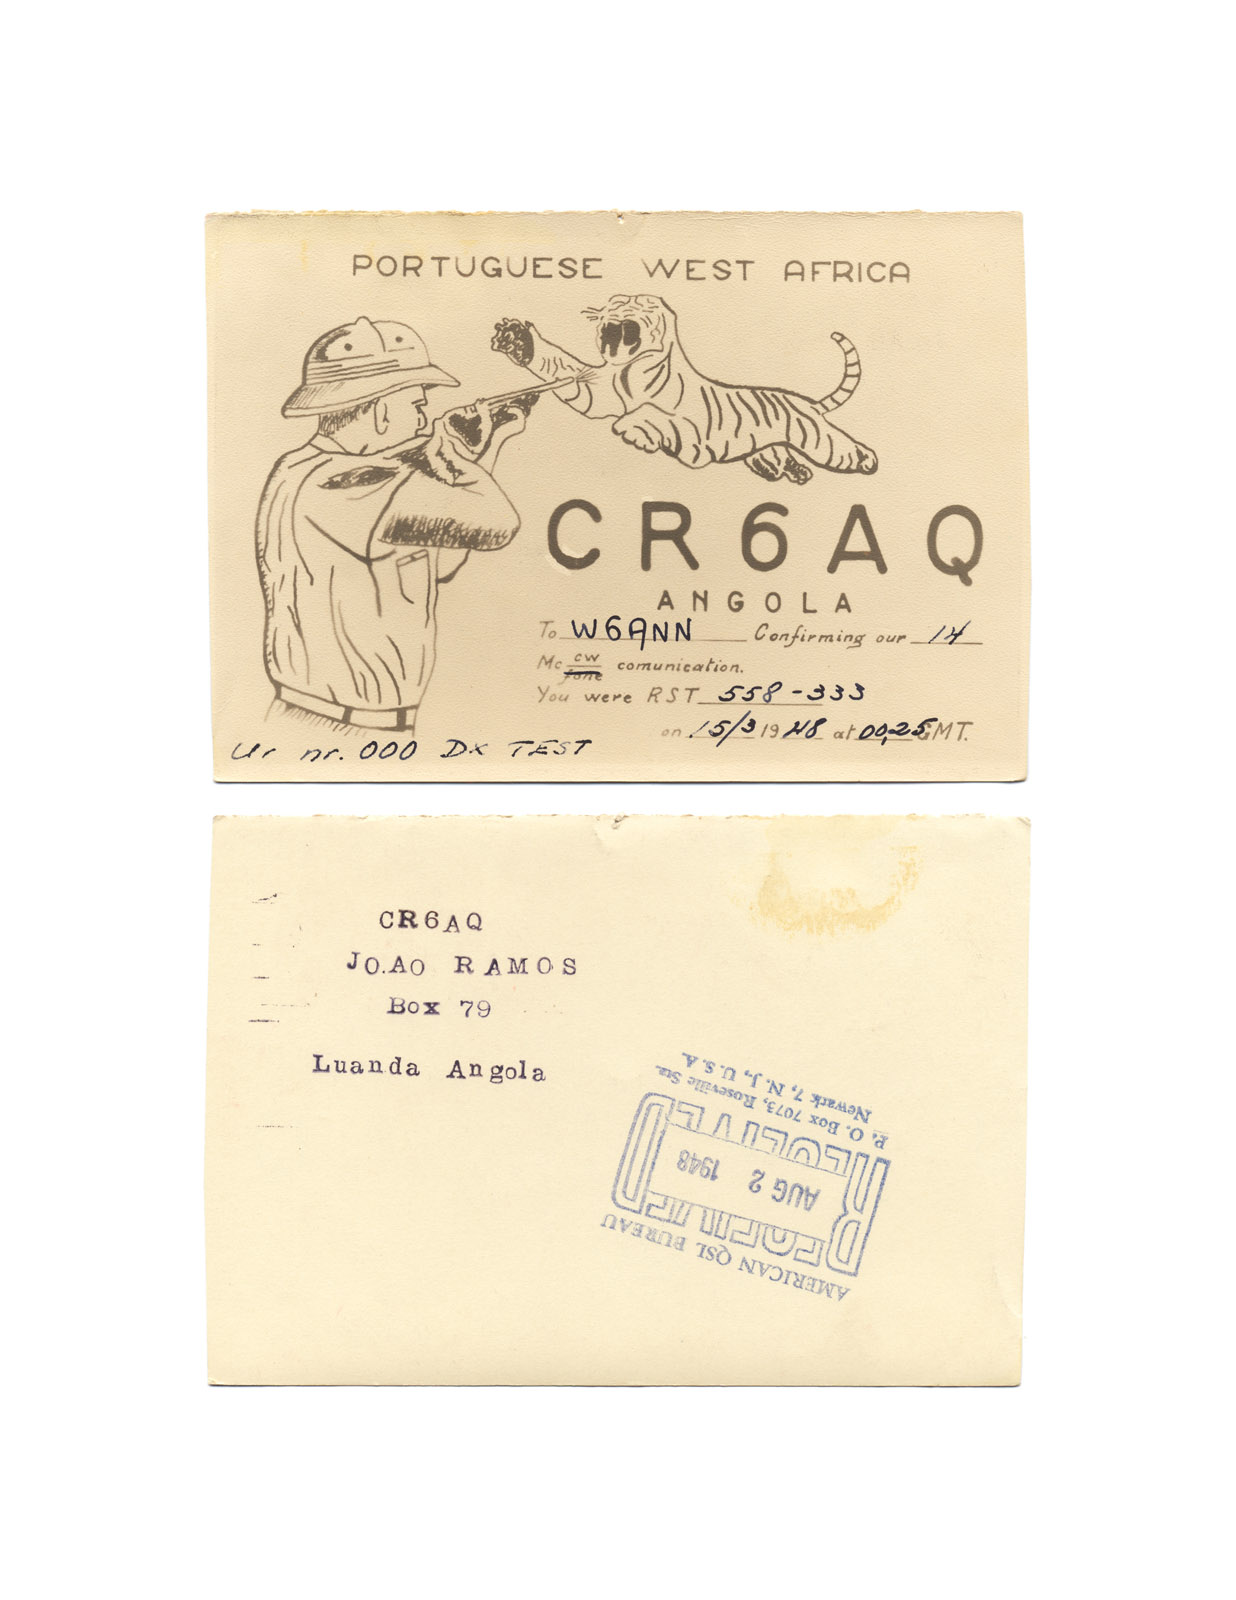 PORTUGUESE WEST AFRICA
CR6AQ
ANGOLA
To W6ANN Confirming our 14
Mc cw fone comunication.
You were RST 558-333
on 15/3 1948 at 00,25 GMT.
Ur nr. 000 DX TEST
CR6AQ
JO.AO RAMOS
Box 79
Luanda Angola
AMERICAN QSL BUREAU
RECEIVED
AUG 2 1948
RECEIVED
P. O. Box 7073, Roseville Sta.
Newark 7, N. J., U. S. A.